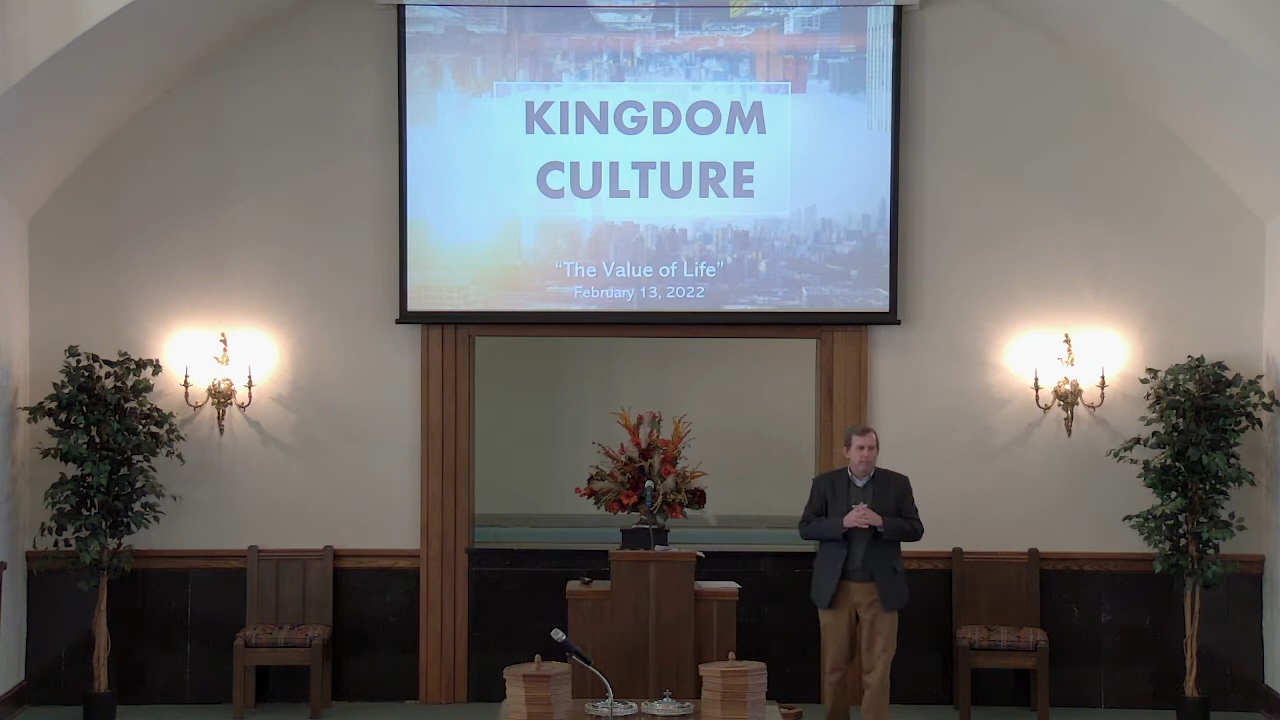 KINGDOM
CULTURE
“The Value of Life”
February 13, 2022